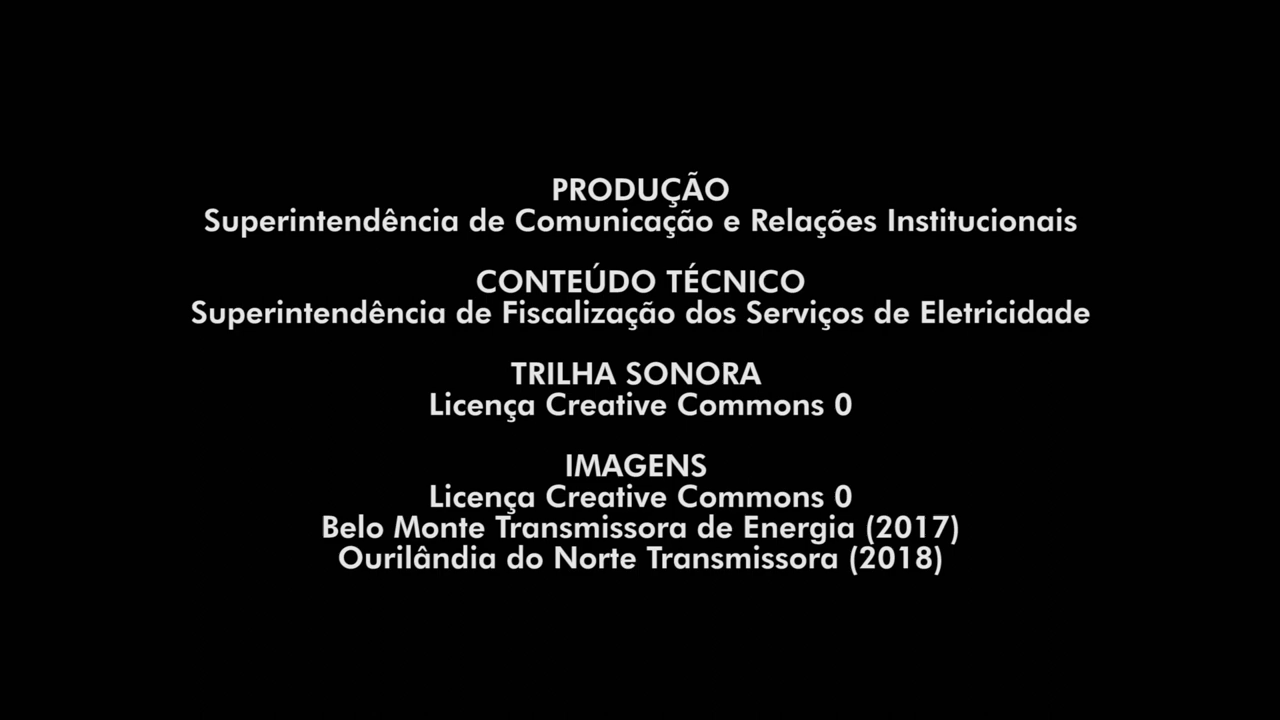 PRODUÇÃO
Superintendência de Comunicação e Relações Institucionais
CONTEÚDO TÉCNICO
Superintendência de Fiscalização dos Serviços de Eletricidade
TRILHA SONORA
Licença Creative Commons 0
IMAGENS
Licença Creative Commons 0
Belo Monte Transmissora de Energia (2017)
Ourilândia do Norte Transmissora (2018)